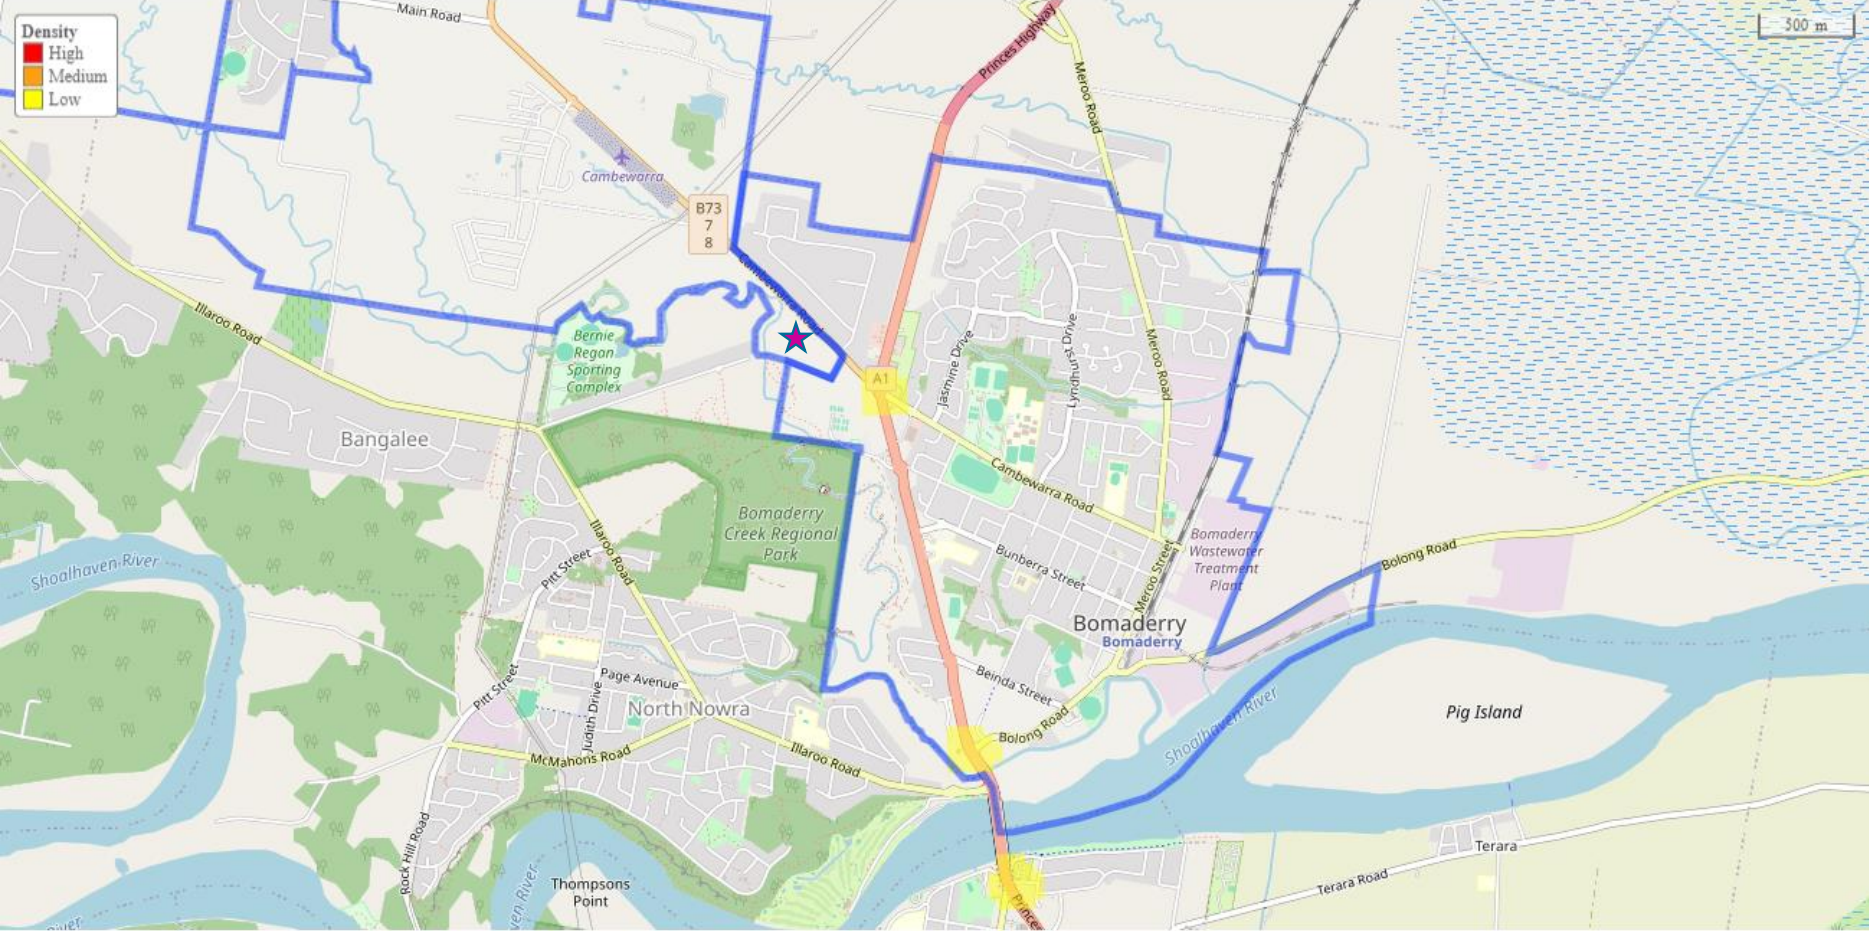 Density
High
Medium
Low
Main Road
Princes Highway
500 m
Meroo Road
Cambewarra
B73
7
8
Cambewarra Road
Illaroo Road
Bernie
Regan
Sporting
Complex
A1
Jasmine Drive
Lyndhurst Drive
Meroo Road
Bangalee
Cambewarra Road
Bomaderry
Creek Regional
Park
Illaroo Road
Pitt Street
Bunberra Street
Meroo Street
Bomaderry
Wastewater
Treatment
Plant
Bolong Road
Shoalhaven River
Bomaderry
Bomaderry
Pitt Street
Page Avenue
Judith Drive
North Nowra
Beinda Street
Bolong Road
Shoalhaven River
Pig Island
McMahons Road
Illaroo Road
Rock Hill Road
Thompsons
Point
ven River
River
Terara
Terara Road
Princes